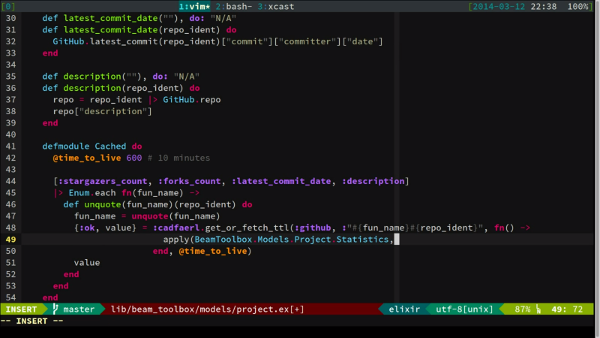 [0] 1:vim* 2:bash- 3:xcast [2014-03-12 22:38 100%]
30 def latest_commit_date(""), do: "N/A"
31 def latest_commit_date(repo_ident) do
32 GitHub.latest_commit(repo_ident)["commit"]["committer"]["date"]
33 end
34
35 def description(""), do: "N/A"
36 def description(repo_ident) do
37 repo = repo_ident |> GitHub.repo
38 repo["description"]
39 end
40
41 defmodule Cached do
42 @time_to_live 600 # 10 minutes
43
44 [:stargazers_count, :forks_count, :latest_commit_date, :description]
45 |> Enum.each fn(fun_name) ->
46 def unquote(fun_name)(repo_ident) do
47 fun_name = unquote(fun_name)
48 {:ok, value} = :cadfaerl.get_or_fetch_ttl(:github, :"#{fun_name}#{repo_ident}", fn() ->
49 apply(BeamToolbox.Models.Project.Statistics,
50 end, @time_to_live)
51 value
52 end
53 end
54 end
INSERT master lib/beam_toolbox/models/project.ex[+] elixir utf-8[unix] 87% 49: 72
-- INSERT --